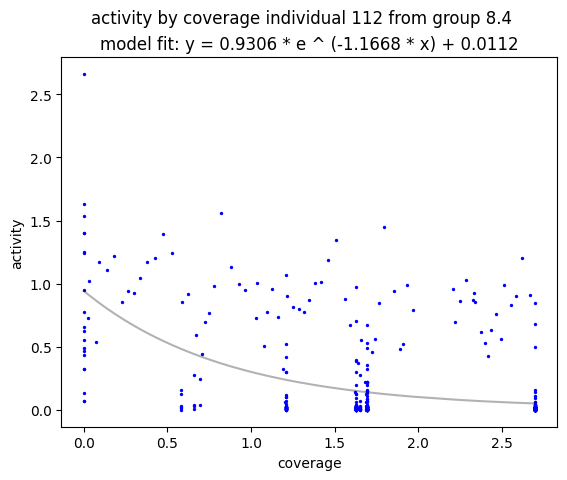 activity by coverage individual 112 from group 8.4
model fit: y = 0.9306 * e ^ (-1.1668 * x) + 0.0112
2.5
2.0
1.5
1.0
0.5
0.0
activity
0.0 0.5 1.0 1.5 2.0 2.5
coverage